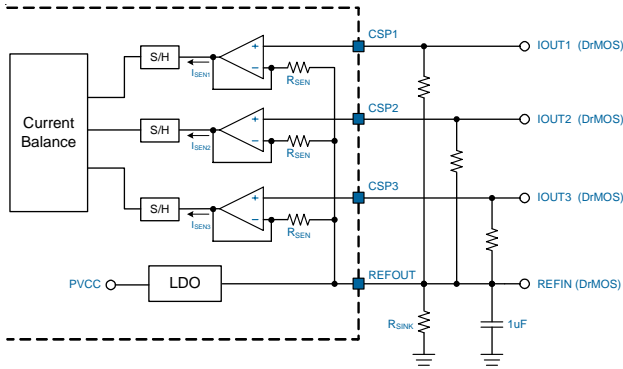 CSP1
IOUT1 (DrMOS)
S/H
+
−
ISEN1
RSEN
CSP2
IOUT2 (DrMOS)
Current
Balance
S/H
+
−
ISEN2
RSEN
CSP3
IOUT3 (DrMOS)
S/H
+
−
ISEN3
RSEN
PVCC
LDO
REFOUT
REFIN (DrMOS)
RSINK
1uF